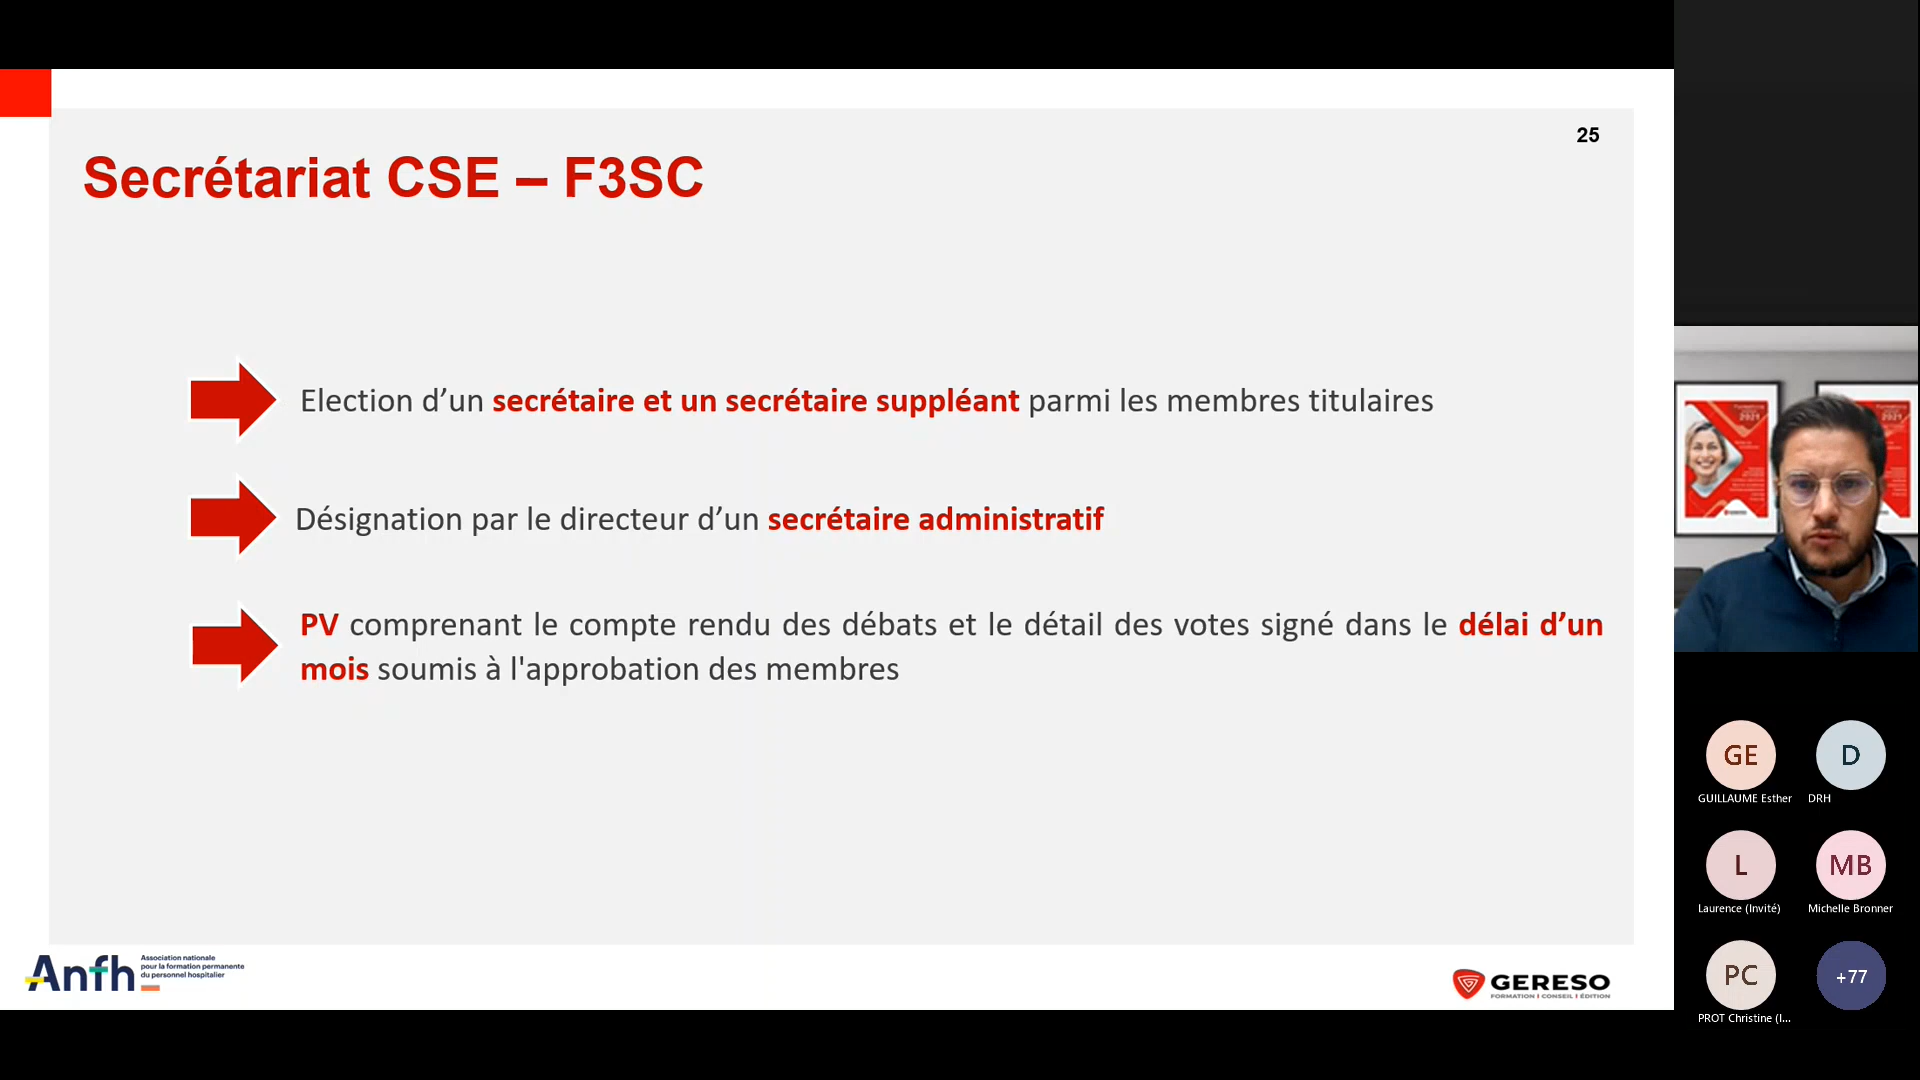 25
Secrétariat CSE – F3SC
Election d’un secrétaire et un secrétaire suppléant parmi les membres titulaires
Désignation par le directeur d’un secrétaire administratif
PV comprenant le compte rendu des débats et le détail des votes signé dans le délai d’un
mois soumis à l'approbation des membres
Anfh
Association nationale
pour la formation permanente
du personnel hospitalier
GERESO
FORMATION I CONSEIL I ÉDITION
2021
GE
GUILLAUME Esther
D
DRH
L
Laurence (Invité)
MB
Michelle Bronner
PC
PROT Christine (I...
+77